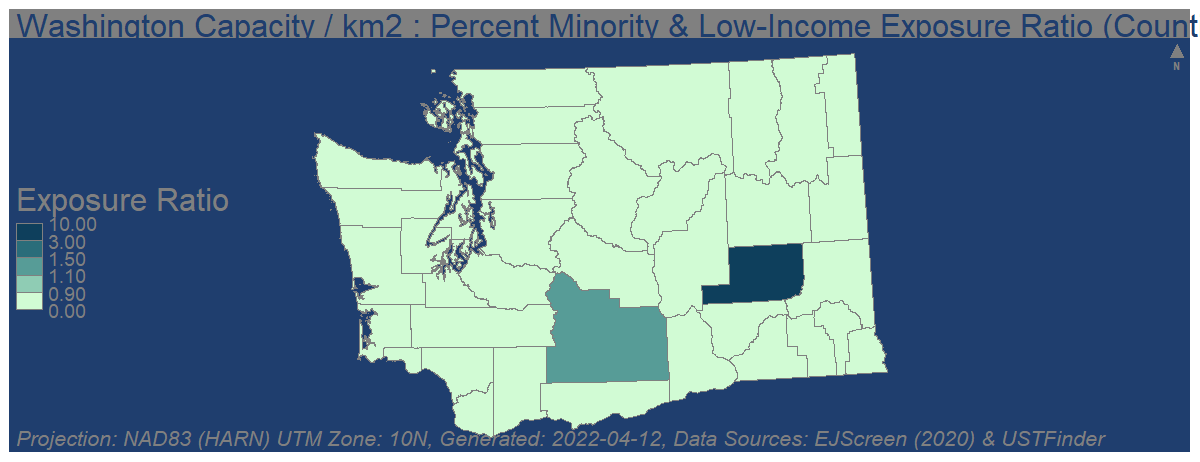 Washington Capacity / km2 : Percent Minority & Low-Income Exposure Ratio (Count
N
Exposure Ratio
10.00
3.00
1.50
1.10
0.90
0.00
Projection: NAD83 (HARN) UTM Zone: 10N, Generated: 2022-04-12, Data Sources: EJScreen (2020) & USTFinder